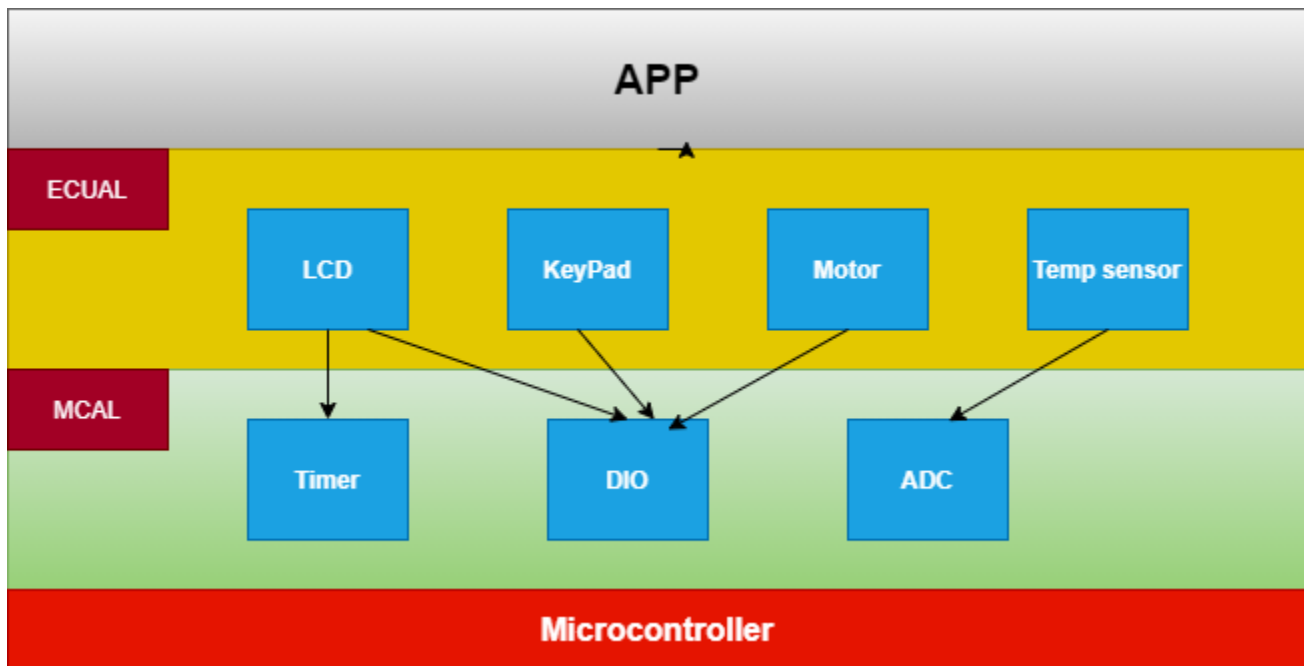 APP
ECUAL
LCD
KeyPad
Motor
Temp sensor
MCAL
Timer
DIO
ADC
Microcontroller